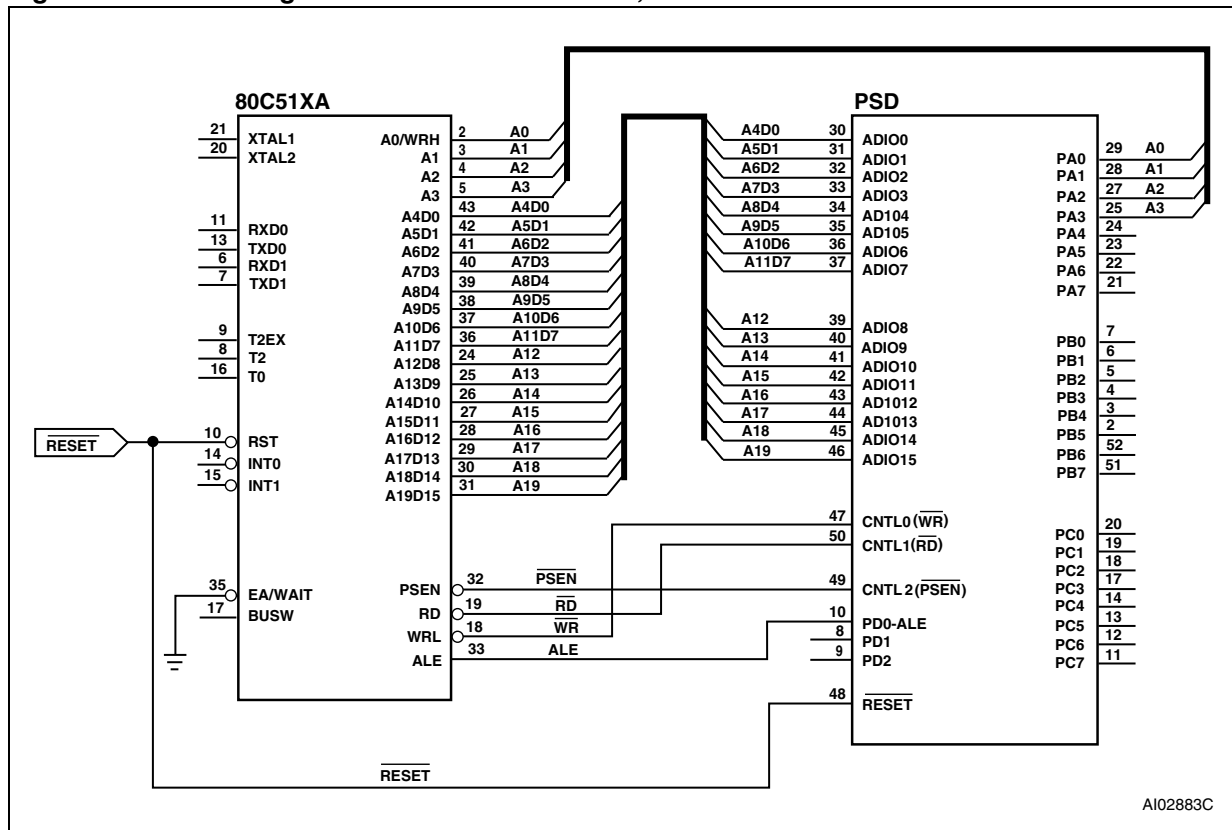 80C51XA
PSD
21 XTAL1
20 XTAL2
11 RXD0
13 TXD0
6 RXD1
7 TXD1
9 T2EX
8 T2
16 T0
RESET
10 RST
14 INT0
15 INT1
35 EA/WAIT
17 BUSW
A0/WRH 2 A0
A1 3 A1
A2 4 A2
A3 5 A3
A4D0 43 A4D0
A5D1 42 A5D1
A6D2 41 A6D2
A7D3 40 A7D3
A8D4 39 A8D4
A9D5 38 A9D5
A10D6 37 A10D6
A11D7 36 A11D7
A12D8 24 A12
A13D9 25 A13
A14D10 26 A14
A15D11 27 A15
A16D12 28 A16
A17D13 29 A17
A18D14 30 A18
A19D15 31 A19
PSEN 32 PSEN
RD 19 RD
WRL 18 WR
ALE 33 ALE
A4D0 30 ADIO0
A5D1 31 ADIO1
A6D2 32 ADIO2
A7D3 33 ADIO3
A8D4 34 AD104
A9D5 35 AD105
A10D6 36 ADIO6
A11D7 37 ADIO7
A12 39 ADIO8
A13 40 ADIO9
A14 41 ADIO10
A15 42 ADIO11
A16 43 AD1012
A17 44 AD1013
A18 45 ADIO14
A19 46 ADIO15
47 CNTL0(WR)
50 CNTL1(RD)
49 CNTL 2(PSEN)
10 PD0-ALE
8 PD1
9 PD2
48 RESET
PA0 29 A0
PA1 28 A1
PA2 27 A2
PA3 25 A3
PA4 24
PA5 23
PA6 22
PA7 21
PB0 7
PB1 6
PB2 5
PB3 4
PB4 3
PB5 2
PB6 52
PB7 51
PC0 20
PC1 19
PC2 18
PC3 17
PC4 14
PC5 13
PC6 12
PC7 11
RESET
AI02883C